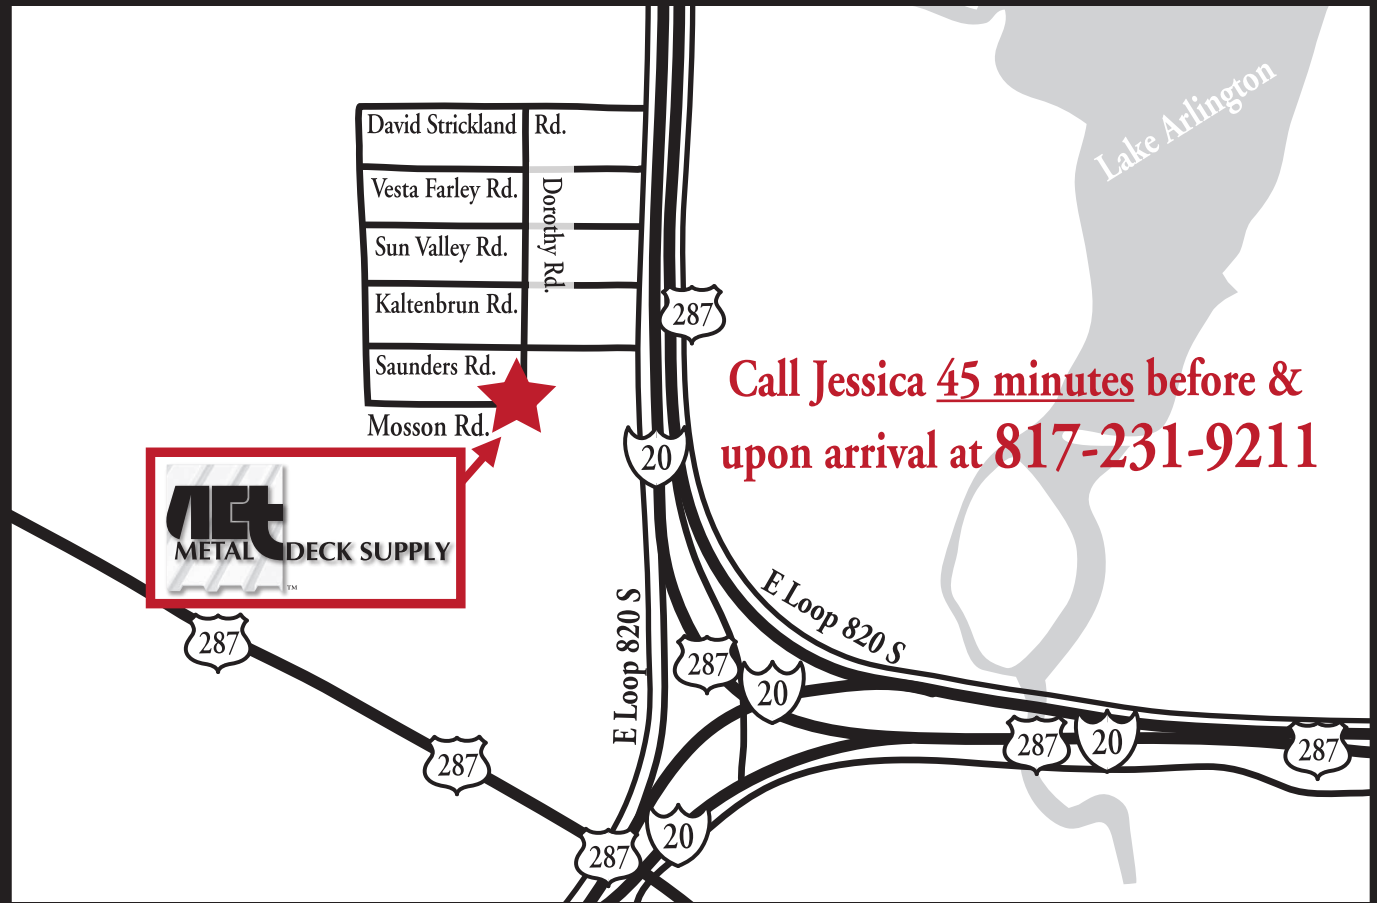 Lake Arlington
David Strickland Rd.
Vesta Farley Rd.
Dorothy Rd.
Sun Valley Rd.
Kaltenbrun Rd.
287
Saunders Rd.
Call Jessica 45 minutes before &
upon arrival at 817-231-9211
Mosson Rd.
20
ACt
METAL DECK SUPPLY
TM
E Loop 820 S
E Loop 820 S
287
287
20
287
20
287
287
20
287